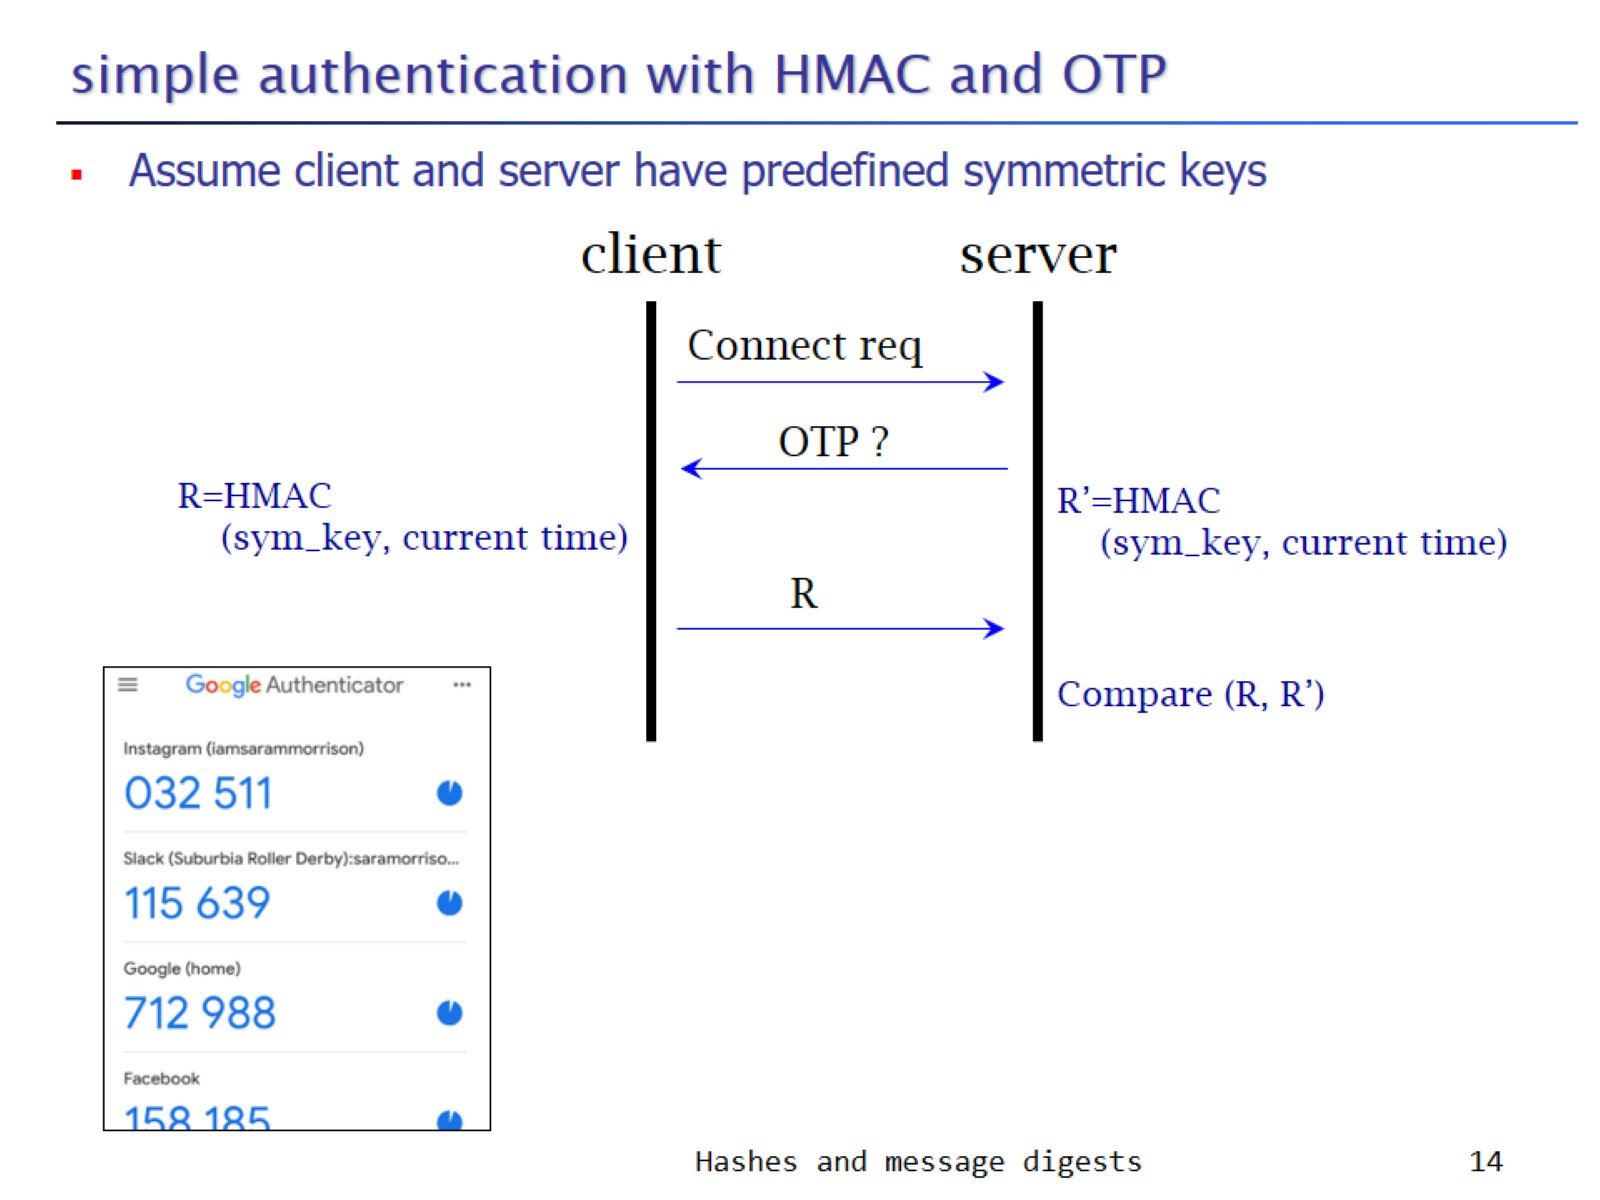 simple authentication with HMAC and OTP
▪ Assume client and server have predefined symmetric keys
client server
Connect req
OTP ?
R=HMAC
(sym_key, current time)
R’=HMAC
(sym_key, current time)
R
Compare (R, R’)
Google Authenticator ···
Instagram (iamsarammorrison)
032 511
Slack (Suburbia Roller Derby):saramorriso...
115 639
Google (home)
712 988
Facebook
158 185
Hashes and message digests 14